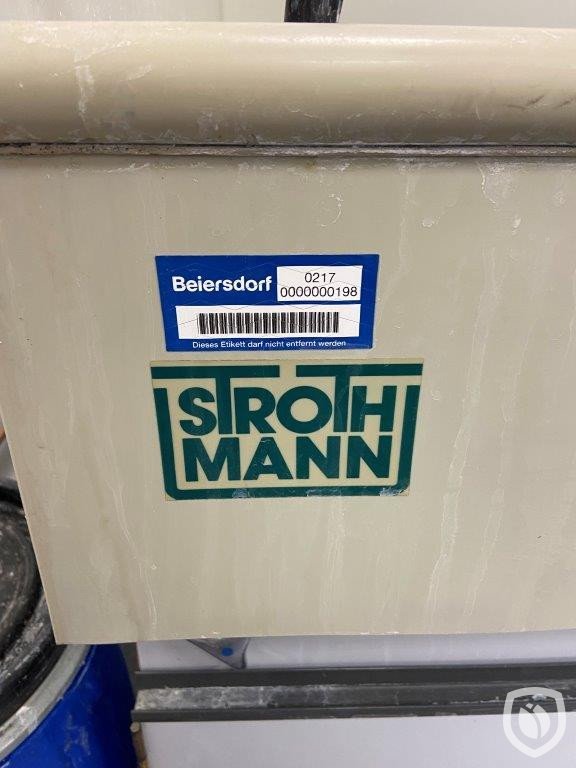 Beiersdorf
0217
0000000198
Dieses Etikett darf nicht entfernt werden
STROTH
MANN